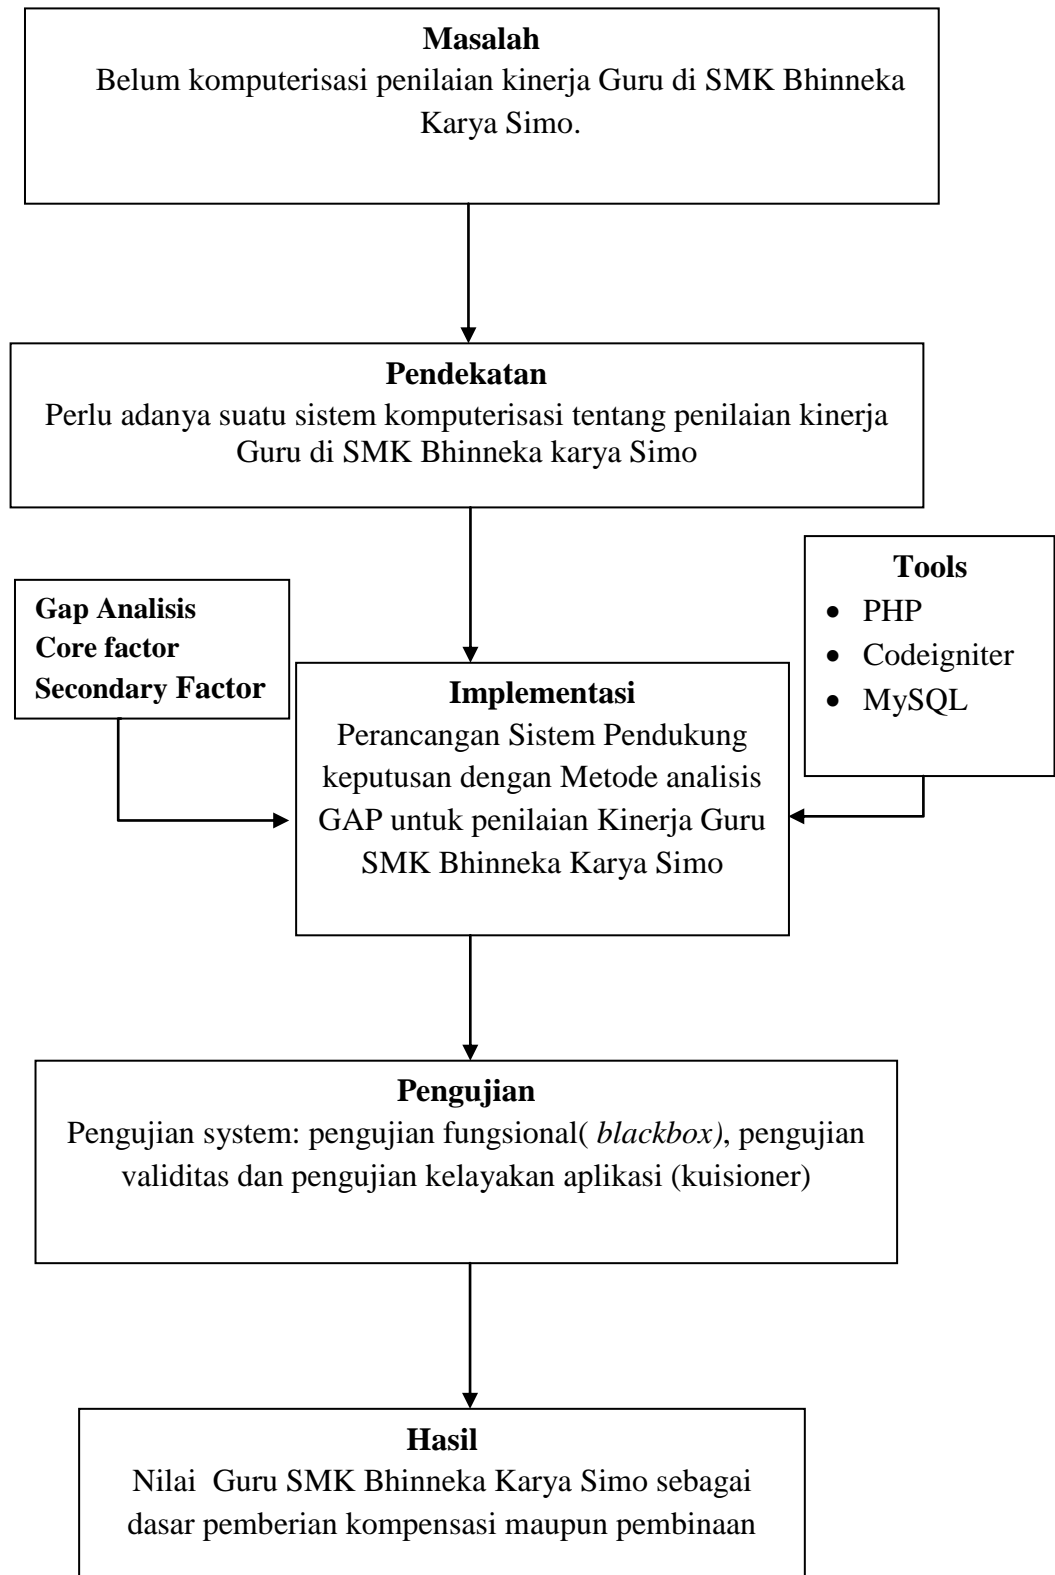 Masalah
Belum komputerisasi penilaian kinerja Guru di SMK Bhinneka
Karya Simo.
Pendekatan
Perlu adanya suatu sistem komputerisasi tentang penilaian kinerja
Guru di SMK Bhinneka karya Simo
Gap Analisis
Core factor
Secondary Factor
Tools
• PHP
• Codeigniter
• MySQL
Implementasi
Perancangan Sistem Pendukung
keputusan dengan Metode analisis
GAP untuk penilaian Kinerja Guru
SMK Bhinneka Karya Simo
Pengujian
Pengujian system: pengujian fungsional( blackbox), pengujian
validitas dan pengujian kelayakan aplikasi (kuisioner)
Hasil
Nilai  Guru SMK Bhinneka Karya Simo sebagai
dasar pemberian kompensasi maupun pembinaan